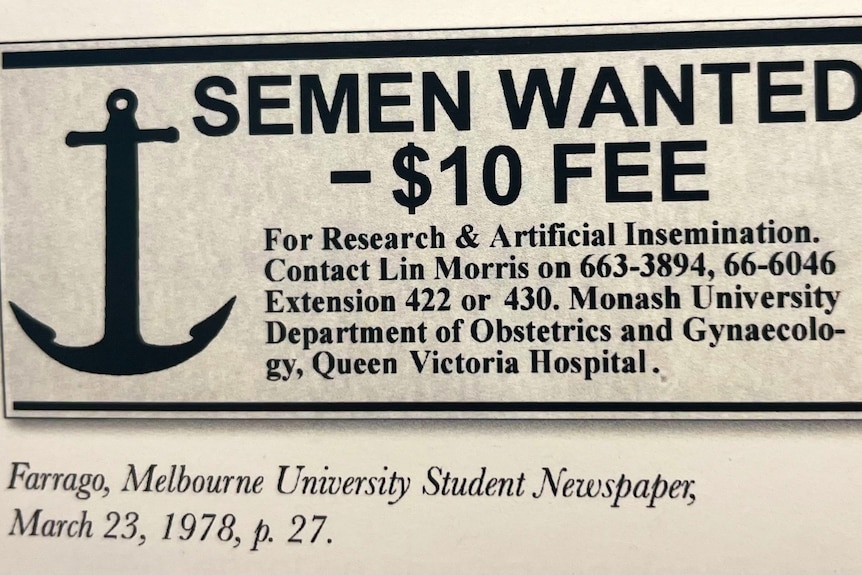 SEMEN WANTED
– $10 FEE
For Research & Artificial Insemination.
Contact Lin Morris on 663-3894, 66-6046
Extension 422 or 430. Monash University
Department of Obstetrics and Gynaecolo-
gy, Queen Victoria Hospital.
Farrago, Melbourne University Student Newspaper,
March 23, 1978, p. 27.